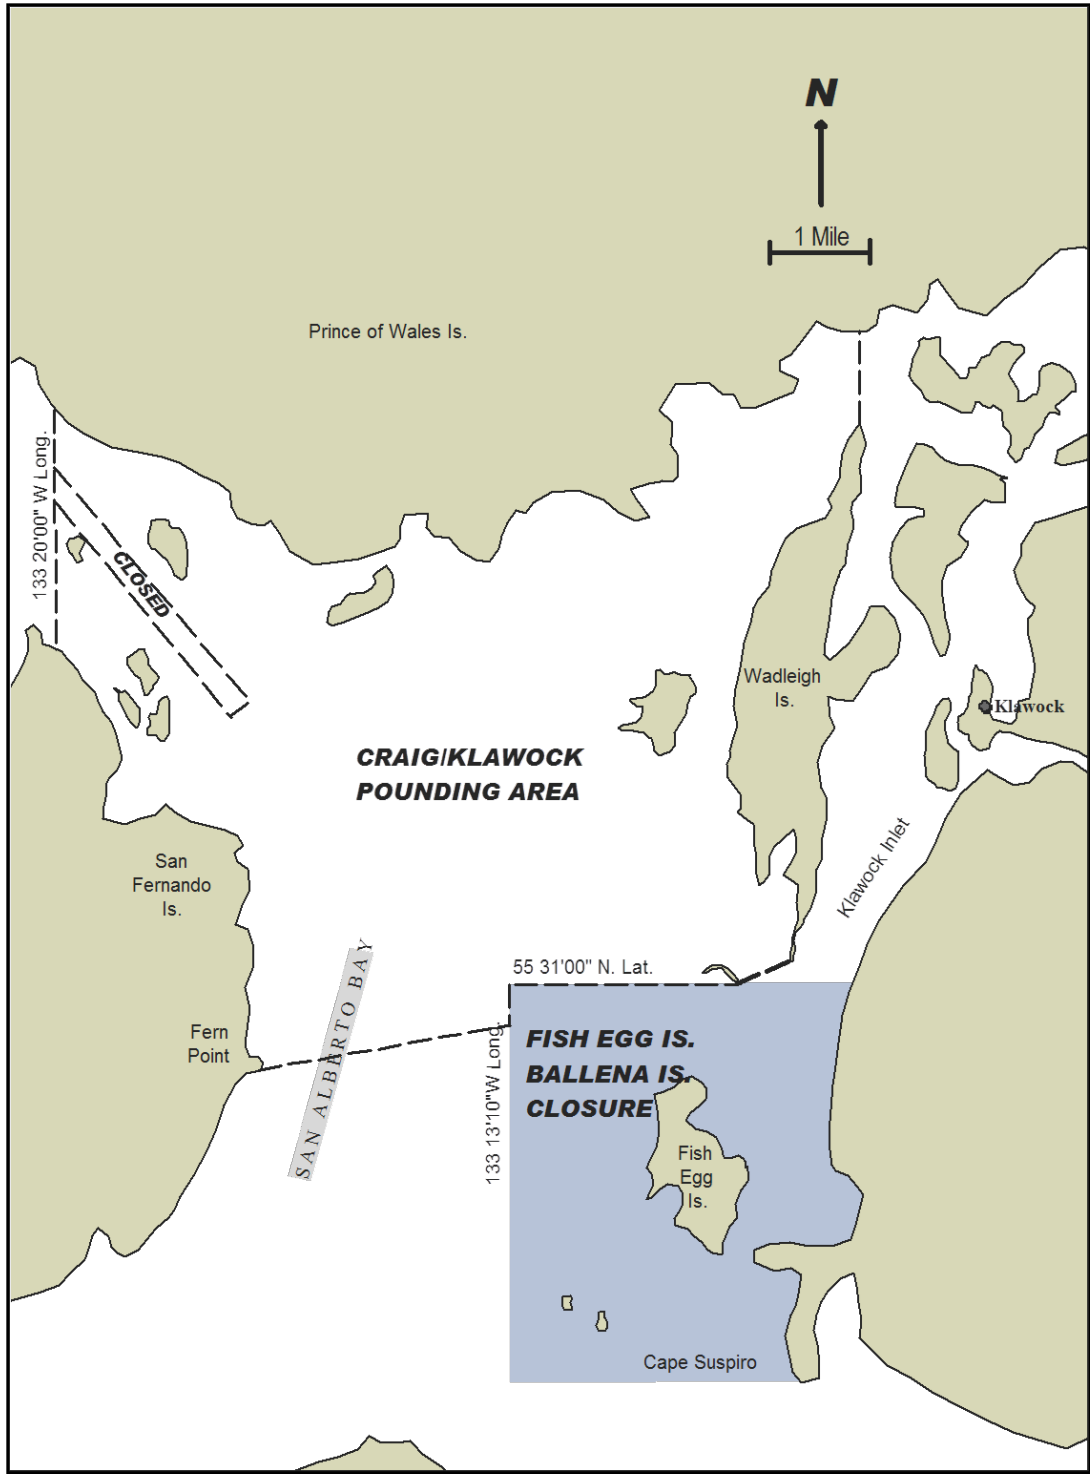 N
1 Mile
Prince of Wales Is.
133 20'00" W Long.
CLOSED
Wadleigh
Is.
Klawock
CRAIG/KLAWOCK
POUNDING AREA
Klawock Inlet
San
Fernando
Is.
SAN ALBERTO BAY
55 31'00" N. Lat.
Fern
Point
133 13'10"W Long.
FISH EGG IS.
BALLENA IS.
CLOSURE
Fish
Egg
Is.
Cape Suspiro